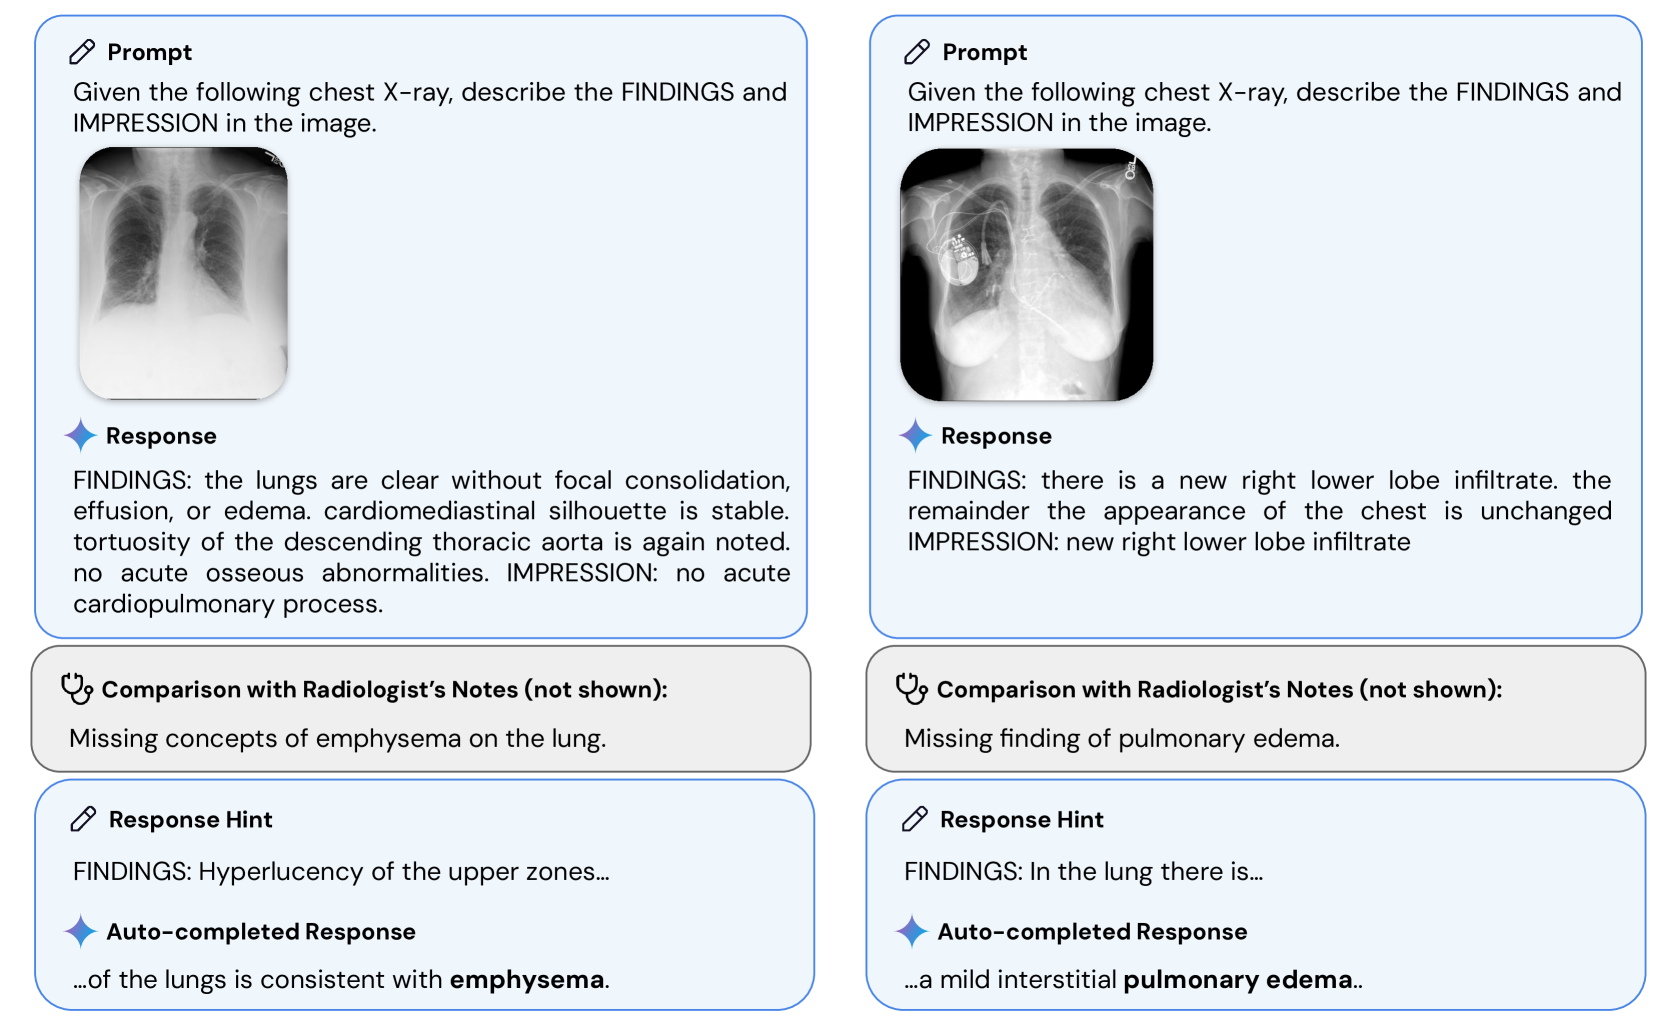 Prompt
Given the following chest X-ray, describe the FINDINGS and
IMPRESSION in the image.
Response
FINDINGS: the lungs are clear without focal consolidation,
effusion, or edema. cardiomediastinal silhouette is stable.
tortuosity of the descending thoracic aorta is again noted.
no acute osseous abnormalities. IMPRESSION: no acute
cardiopulmonary process.
Comparison with Radiologist's Notes (not shown):
Missing concepts of emphysema on the lung.
Response Hint
FINDINGS: Hyperlucency of the upper zones...
Auto-completed Response
...of the lungs is consistent with emphysema.
Prompt
Given the following chest X-ray, describe the FINDINGS and
IMPRESSION in the image.
Response
FINDINGS: there is a new right lower lobe infiltrate. the
remainder the appearance of the chest is unchanged
IMPRESSION: new right lower lobe infiltrate
Comparison with Radiologist's Notes (not shown):
Missing finding of pulmonary edema.
Response Hint
FINDINGS: In the lung there is...
Auto-completed Response
...a mild interstitial pulmonary edema..